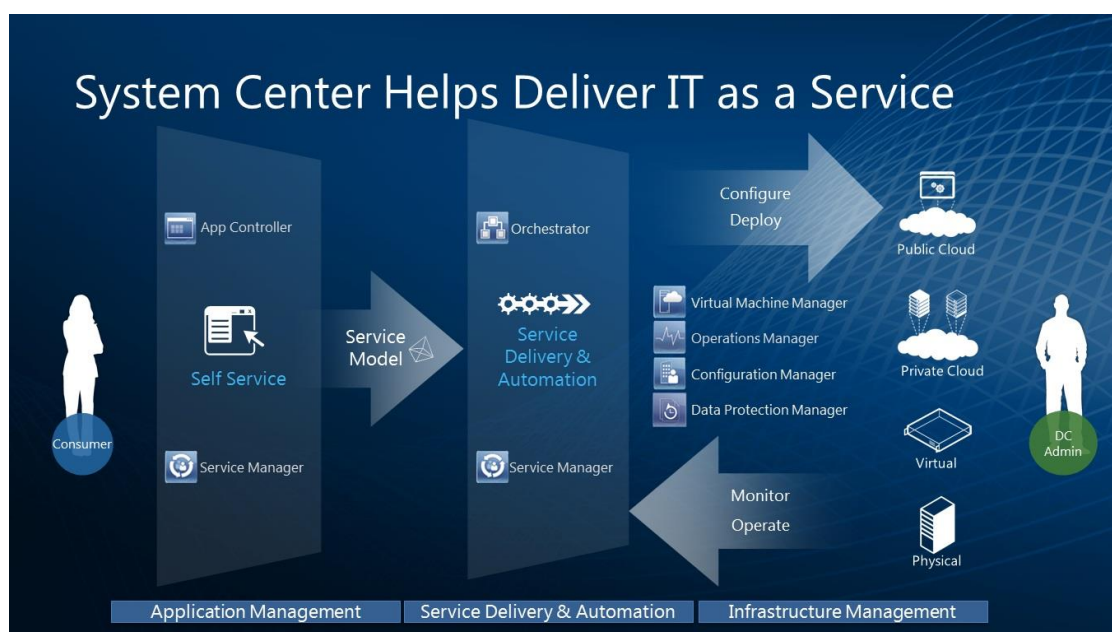 System Center Helps Deliver IT as a Service
App Controller
Self Service
Service Manager
Consumer
Service
Model
Orchestrator
Service
Delivery &
Automation
Service Manager
Configure
Deploy
Virtual Machine Manager
Operations Manager
Configuration Manager
Data Protection Manager
Monitor
Operate
Public Cloud
Private Cloud
Virtual
Physical
DC
Admin
Application Management
Service Delivery & Automation
Infrastructure Management